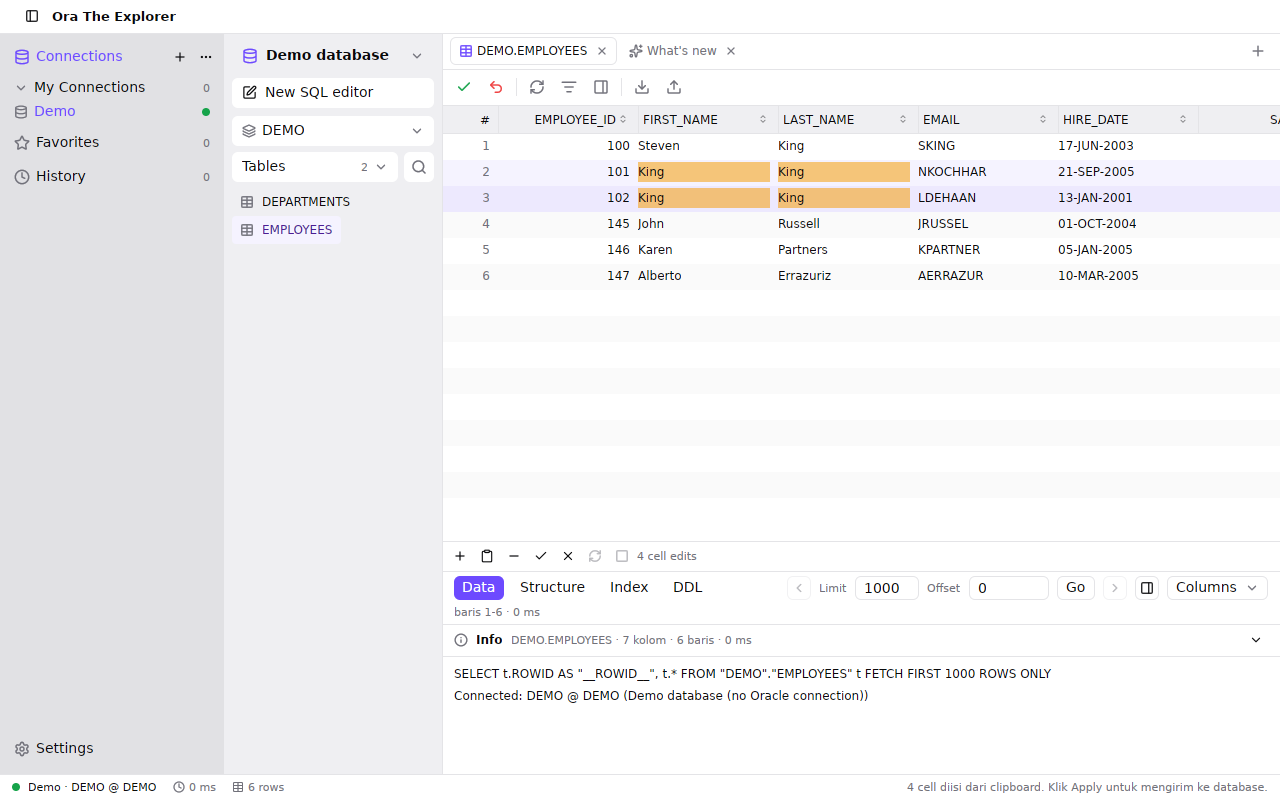 Ora The Explorer
Connections
My Connections 0
Demo
Favorites 0
History 0
Settings
Demo database
New SQL editor
DEMO
Tables 2
DEPARTMENTS
EMPLOYEES
DEMO.EMPLOYEES What's new
# EMPLOYEE_ID FIRST_NAME LAST_NAME EMAIL HIRE_DATE SA
1 100 Steven King SKING 17-JUN-2003
2 101 King King NKOCHHAR 21-SEP-2005
3 102 King King LDEHAAN 13-JAN-2001
4 145 John Russell JRUSSEL 01-OCT-2004
5 146 Karen Partners KPARTNER 05-JAN-2005
6 147 Alberto Errazuriz AERRAZUR 10-MAR-2005
4 cell edits
Data Structure Index DDL Limit 1000 Offset 0 Go Columns
baris 1-6 · 0 ms
Info DEMO.EMPLOYEES · 7 kolom · 6 baris · 0 ms
SELECT t.ROWID AS "__ROWID__", t.* FROM "DEMO"."EMPLOYEES" t FETCH FIRST 1000 ROWS ONLY
Connected: DEMO @ DEMO (Demo database (no Oracle connection))
Demo · DEMO @ DEMO 0 ms 6 rows 4 cell diisi dari clipboard. Klik Apply untuk mengirim ke database.